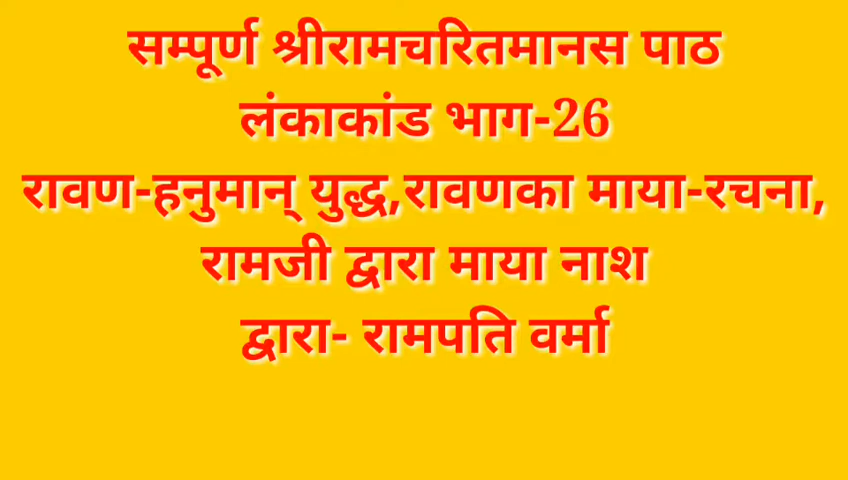 सम्पूर्ण श्रीरामचरितमानस पाठ
लंकाकांड भाग-26
रावण-हनुमान् युद्ध,रावणका माया-रचना,
रामजी द्वारा माया नाश
द्वारा- रामपति वर्मा